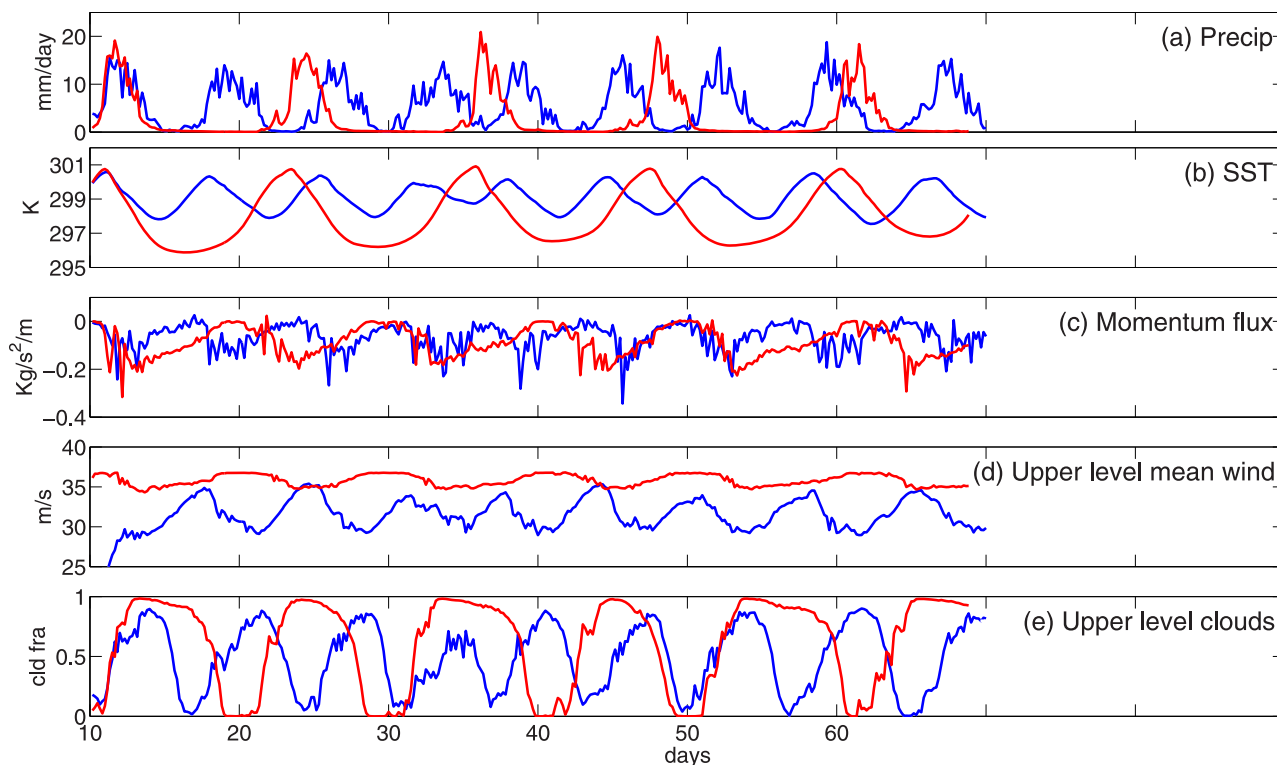 20
10
0
mm/day
(a) Precip
301
299
297
295
K
(b) SST
0
−0.2
−0.4
Kg/s²/m
(c) Momentum flux
40
35
30
25
m/s
(d) Upper level mean wind
1
0.5
0
cld fra
(e) Upper level clouds
10 20 30 40 50 60
days